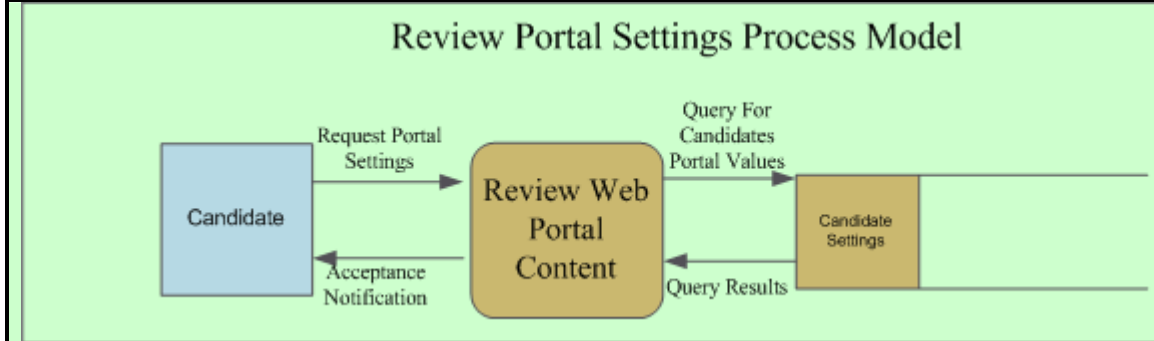 Review Portal Settings Process Model
Request Portal
Settings
Query For
Candidates
Portal Values
Candidate
Review Web
Portal
Content
Candidate
Settings
Acceptance
Notification
Query Results